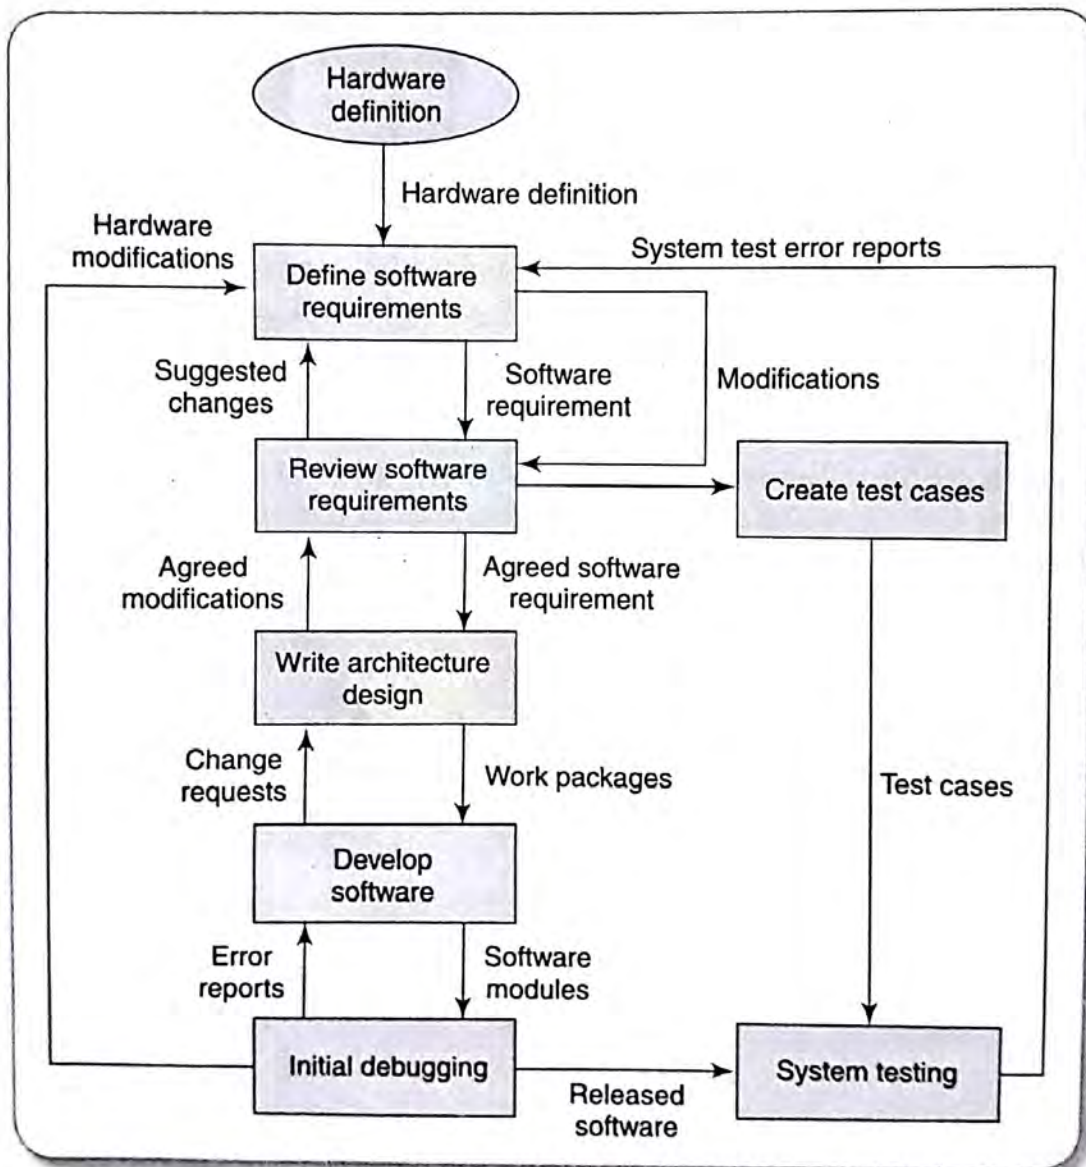 Hardware
definition
Hardware definition
Hardware
modifications
System test error reports
Define software
requirements
Suggested
changes
Software
requirement
Modifications
Review software
requirements
Create test cases
Agreed
modifications
Agreed software
requirement
Write architecture
design
Change
requests
Work packages
Test cases
Develop
software
Error
reports
Software
modules
Initial debugging
System testing
Released
software